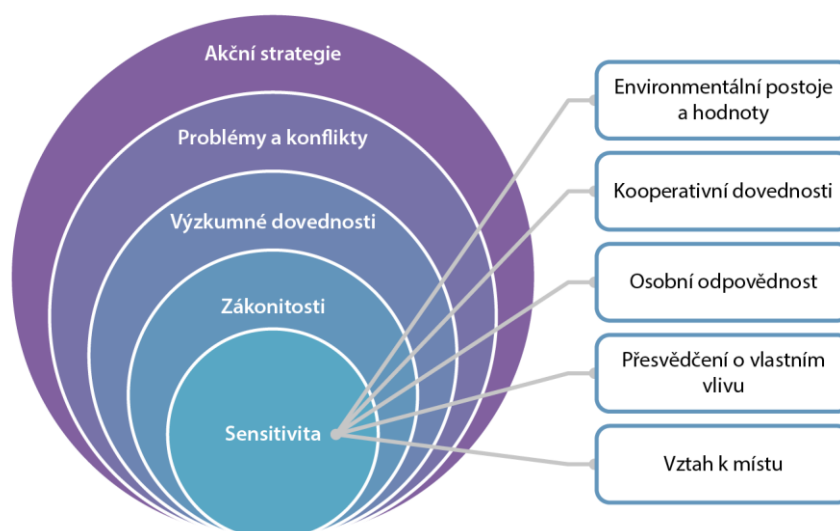 Akční strategie
Problémy a konflikty
Výzkumné dovednosti
Zákonitosti
Sensitivita
Environmentální postoje
a hodnoty
Kooperativní dovednosti
Osobní odpovědnost
Přesvědčení o vlastním
vlivu
Vztah k místu